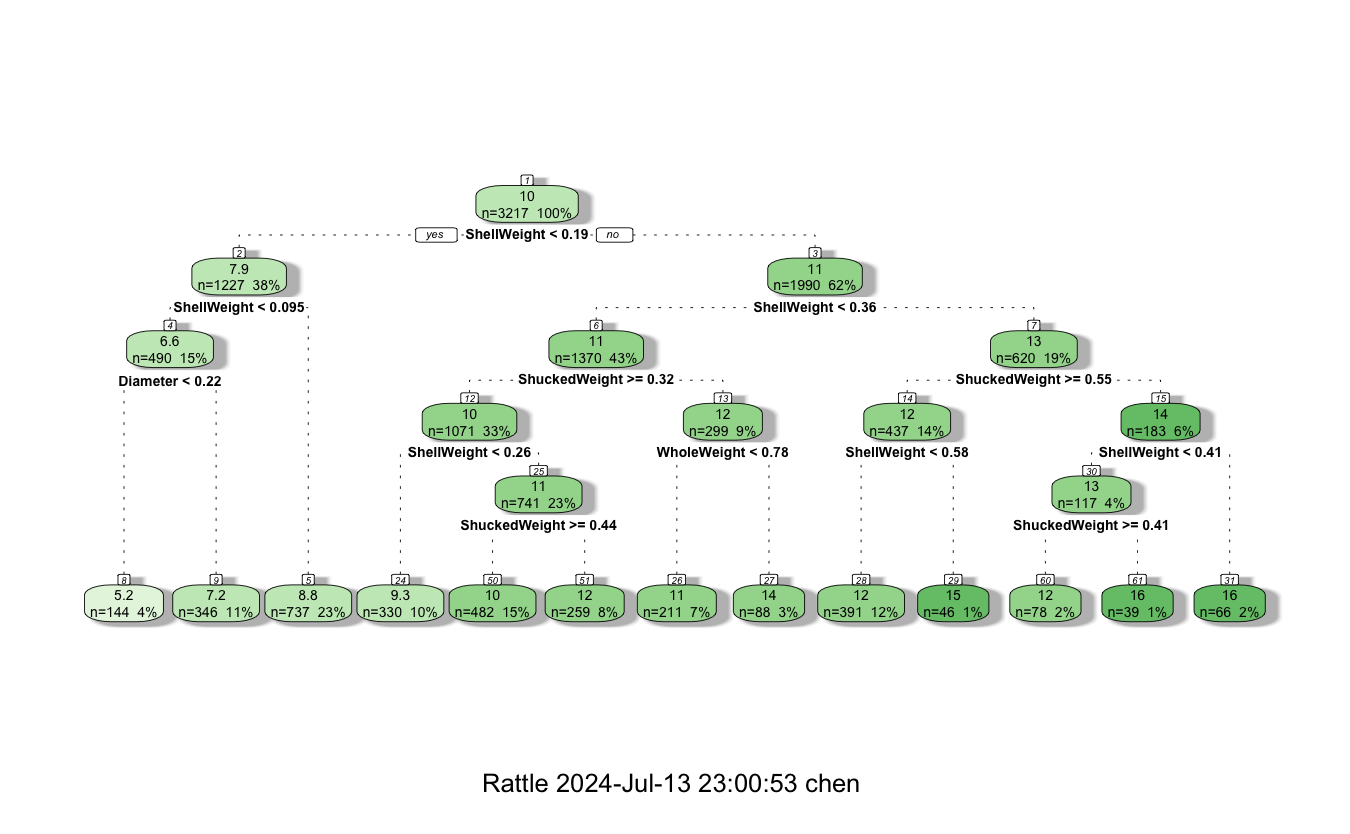 1
10
n=3217 100%
yes ShellWeight < 0.19 no
2 3
7.9 11
n=1227 38% n=1990 62%
ShellWeight < 0.095 ShellWeight < 0.36
4 6 7
6.6 11 13
n=490 15% n=1370 43% n=620 19%
Diameter < 0.22 ShuckedWeight >= 0.32 ShuckedWeight >= 0.55
12 13 14 15
10 12 12 14
n=1071 33% n=299 9% n=437 14% n=183 6%
ShellWeight < 0.26 WholeWeight < 0.78 ShellWeight < 0.58 ShellWeight < 0.41
25 30
11 13
n=741 23% n=117 4%
ShuckedWeight >= 0.44 ShuckedWeight >= 0.41
8 9 5 24 50 51 26 27 28 29 60 61 31
5.2 7.2 8.8 9.3 10 12 11 14 12 15 12 16 16
n=144 4% n=346 11% n=737 23% n=330 10% n=482 15% n=259 8% n=211 7% n=88 3% n=391 12% n=46 1% n=78 2% n=39 1% n=66 2%
Rattle 2024-Jul-13 23:00:53 chen